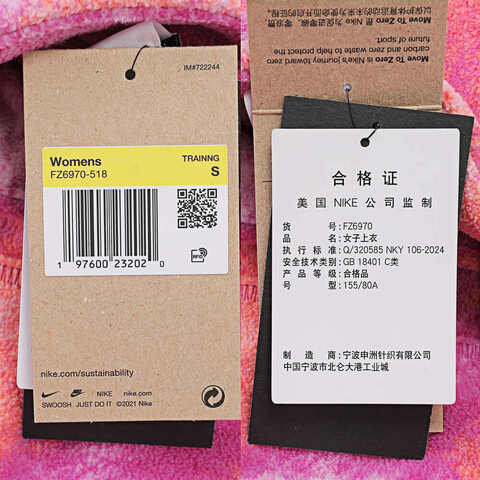 IM#722244
Womens
TRAINNG
FZ6970-518
S
1 97600 23202 0
RFID
nike.com/sustainability
NIKE nike.com
SWOOSH JUST DO IT ©2021 Nike
Move To Zero is Nike's journey toward zero
carbon and zero waste to help protect the
future of sport.
Move To Zero
合格证
美国 NIKE 公司监制
货号:FZ6970
品名:女子上衣
执行标准:Q/320585 NKY 106-2024
安全技术类别:GB 18401 C类
产品等级:合格品
号型:155/80A
制造商:宁波申洲针织有限公司
中国宁波市北仑大港工业城